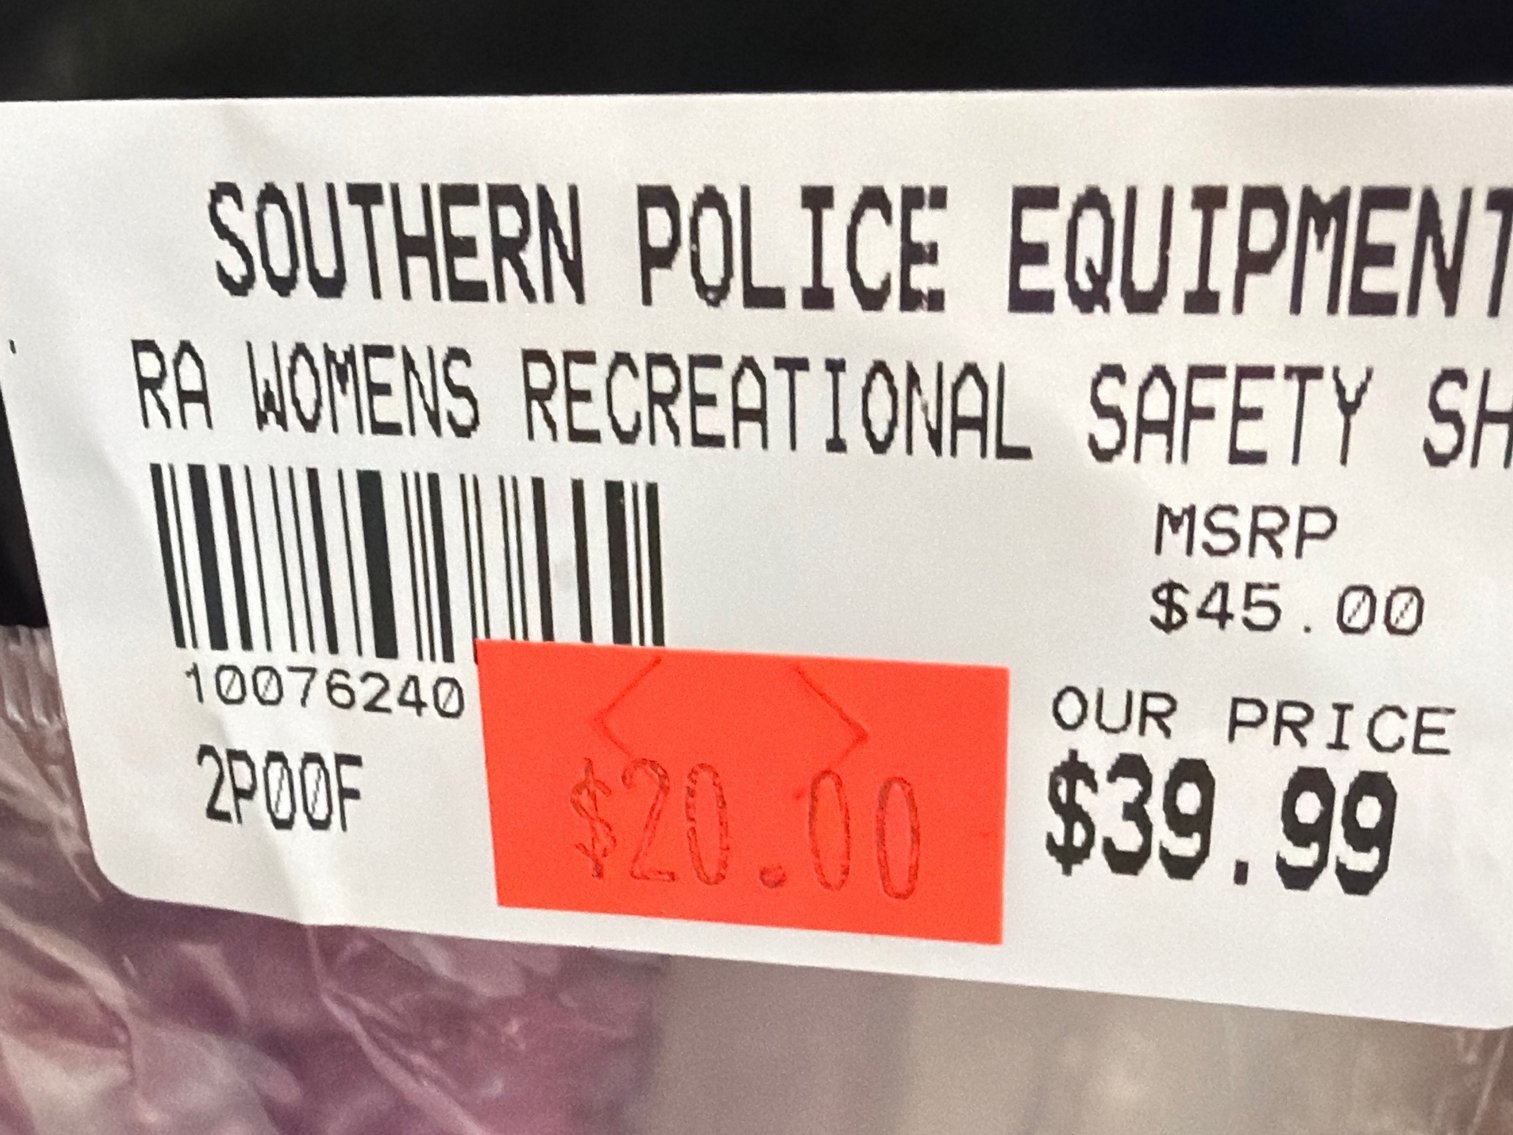 SOUTHERN POLICE EQUIPMENT
RA WOMENS RECREATIONAL SAFETY SH
MSRP
$45.00
10076240
OUR PRICE
2P00F
$20.00
$39.99